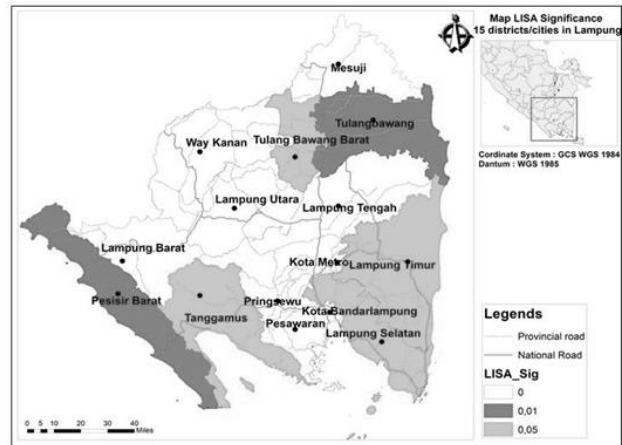 Map LISA Significance
15 districts/cities in Lampung
Cordinate System : GCS WGS 1984
Dantum : WGS 1985
Mesuji
Tulangbawang
Way Kanan
Tulang Bawang Barat
Lampung Utara
Lampung Tengah
Lampung Barat
Kota Metro
Lampung Timur
Pesisir Barat
Tanggamus
Pringsewu
Kota Bandarlampung
Pesawaran
Lampung Selatan
Legends
Provincial road
National Road
LISA_Sig
0
0,01
0,05
0 5 10 20 30 40
Miles